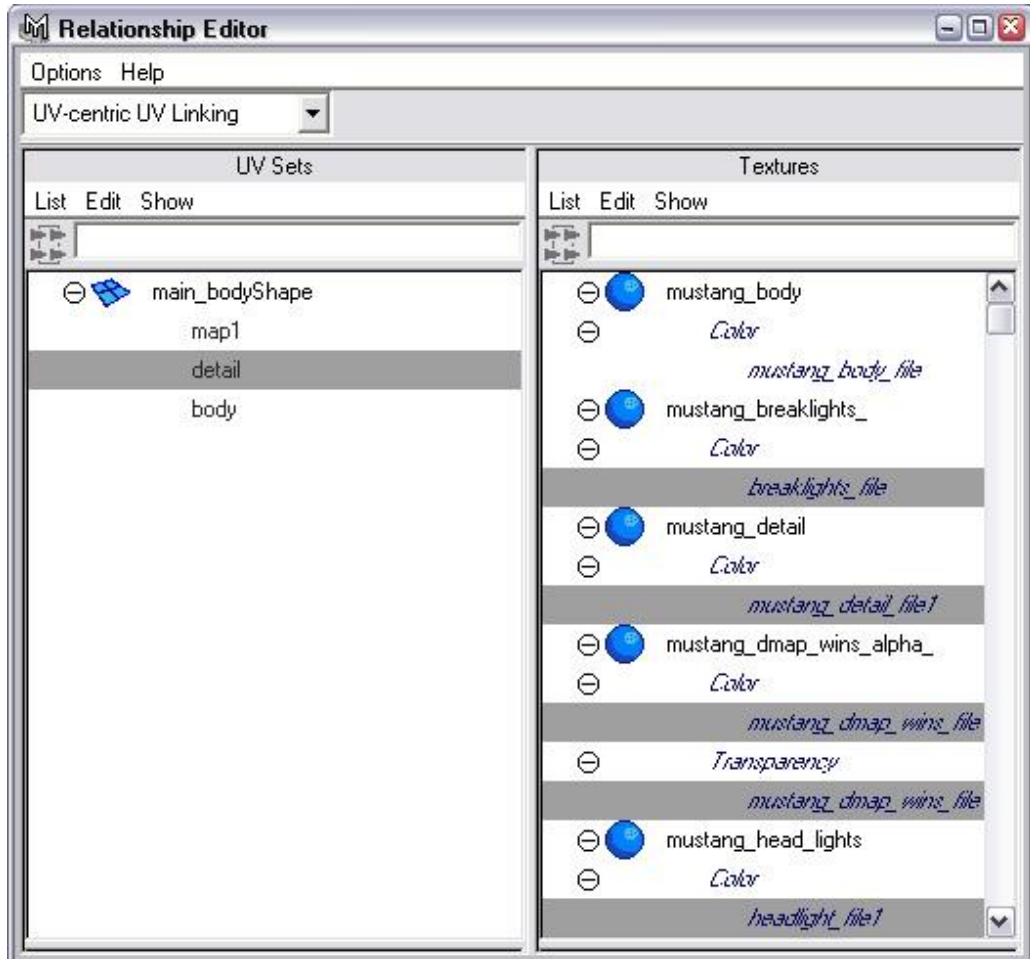 Relationship Editor
Options Help
UV-centric UV Linking
UV Sets
List Edit Show
main_bodyShape
map1
detail
body
Textures
List Edit Show
mustang_body
Color
mustang_body_file
mustang_breaklights_
Color
breaklights_file
mustang_detail
Color
mustang_detail_file1
mustang_dmap_wins_alpha_
Color
mustang_dmap_wins_file
Transparency
mustang_dmap_wins_file
mustang_head_lights
Color
headlight_file1